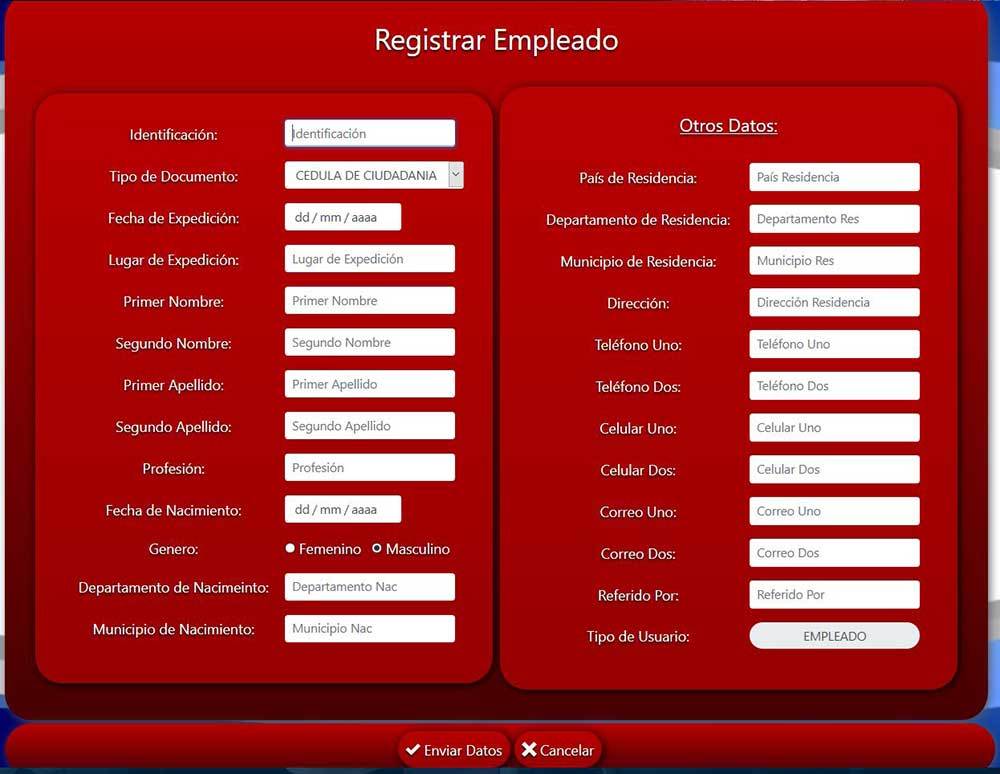 Registrar Empleado
Identificación: Identificación
Tipo de Documento: CEDULA DE CIUDADANIA
Fecha de Expedición: dd / mm / aaaa
Lugar de Expedición: Lugar de Expedición
Primer Nombre: Primer Nombre
Segundo Nombre: Segundo Nombre
Primer Apellido: Primer Apellido
Segundo Apellido: Segundo Apellido
Profesión: Profesión
Fecha de Nacimiento: dd / mm / aaaa
Genero: Femenino Masculino
Departamento de Nacimeinto: Departamento Nac
Municipio de Nacimiento: Municipio Nac
Otros Datos:
País de Residencia: País Residencia
Departamento de Residencia: Departamento Res
Municipio de Residencia: Municipio Res
Dirección: Dirección Residencia
Teléfono Uno: Teléfono Uno
Teléfono Dos: Teléfono Dos
Celular Uno: Celular Uno
Celular Dos: Celular Dos
Correo Uno: Correo Uno
Correo Dos: Correo Dos
Referido Por: Referido Por
Tipo de Usuario: EMPLEADO
Enviar Datos Cancelar